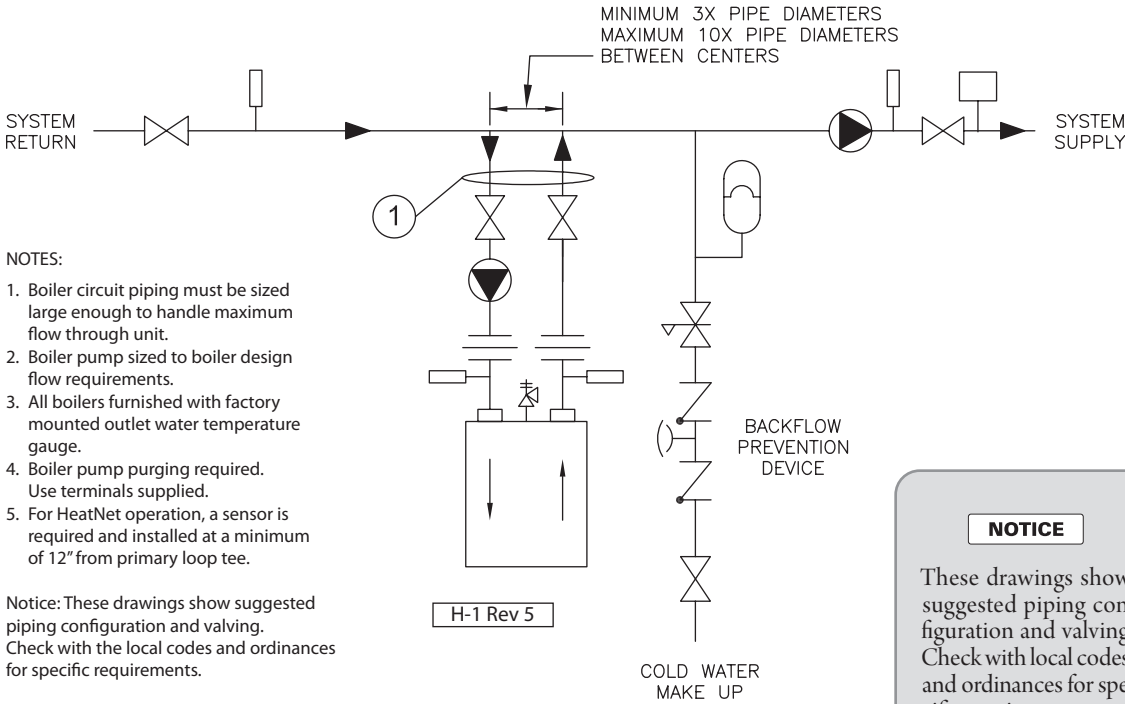 MINIMUM 3X PIPE DIAMETERS
MAXIMUM 10X PIPE DIAMETERS
BETWEEN CENTERS
SYSTEM
RETURN
SYSTEM
SUPPLY
1
NOTES:
1. Boiler circuit piping must be sized
large enough to handle maximum
flow through unit.
2. Boiler pump sized to boiler design
flow requirements.
3. All boilers furnished with factory
mounted outlet water temperature
gauge.
4. Boiler pump purging required.
Use terminals supplied.
5. For HeatNet operation, a sensor is
required and installed at a minimum
of 12” from primary loop tee.
Notice: These drawings show suggested
piping configuration and valving.
Check with the local codes and ordinances
for specific requirements.
H-1 Rev 5
BACKFLOW
PREVENTION
DEVICE
COLD WATER
MAKE UP
NOTICE
These drawings show
suggested piping con-
figuration and valving.
Check with local codes
and ordinances for spe-